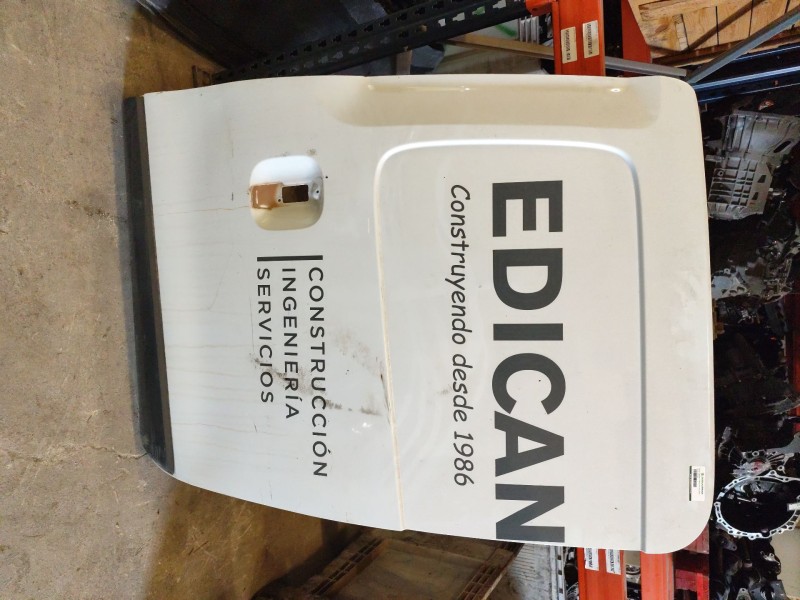 EDICAN
Construyendo desde 1986
CONSTRUCCIÓN
INGENIERÍA
SERVICIOS